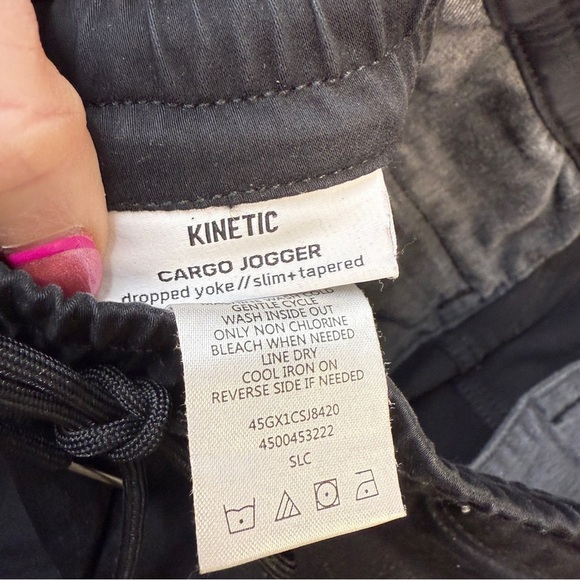 KINETIC
CARGO JOGGER
dropped yoke//slim+tapered
COLD
GENTLE CYCLE
WASH INSIDE OUT
ONLY NON CHLORINE
BLEACH WHEN NEEDED
LINE DRY
COOL IRON ON
REVERSE SIDE IF NEEDED
45GX1CSJ8420
4500453222
SLC